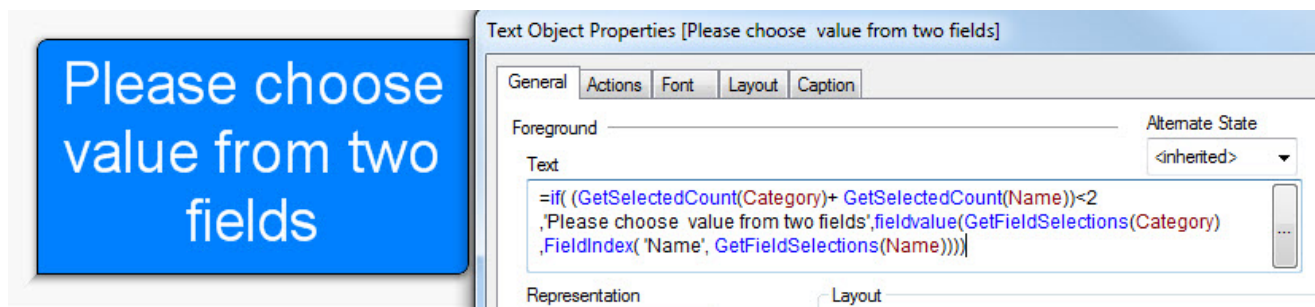 Please choose
value from two
fields
Text Object Properties [Please choose  value from two fields]
General Actions Font Layout Caption
Foreground
Alternate State
Text
<inherited>
=if( (GetSelectedCount(Category)+ GetSelectedCount(Name))<2
,'Please choose  value from two fields',fieldvalue(GetFieldSelections(Category)
,FieldIndex( 'Name', GetFieldSelections(Name))))
...
Representation Layout